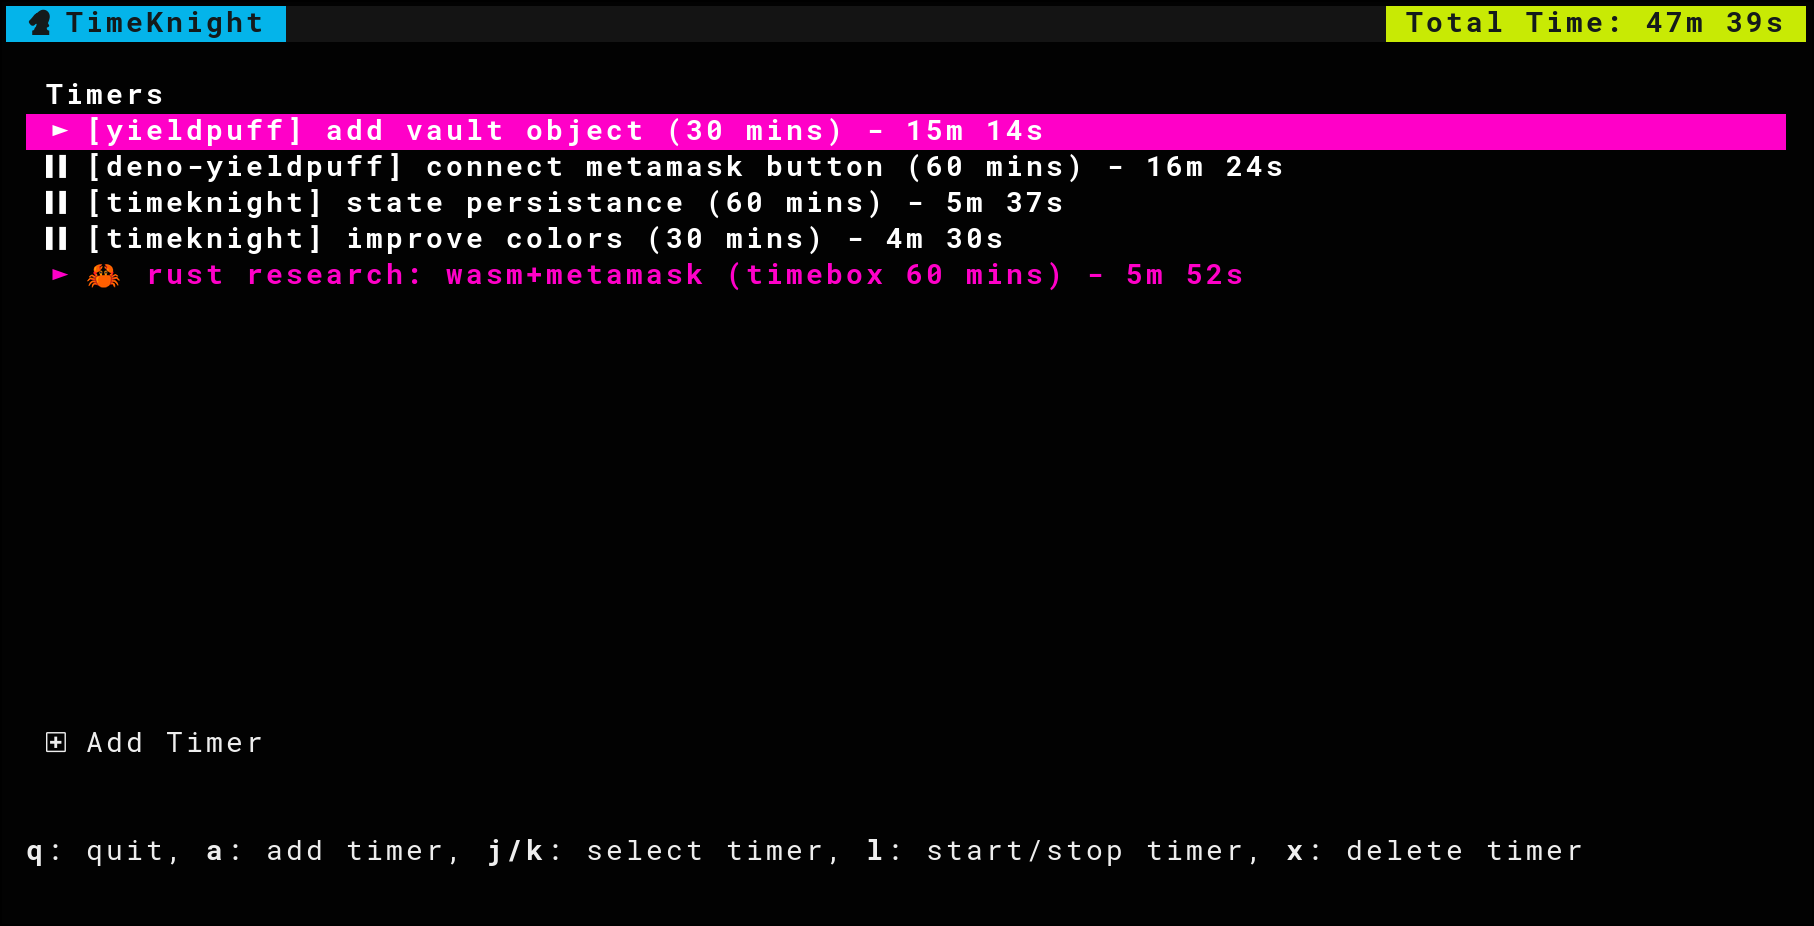 ♞ TimeKnight
Total Time: 47m 39s
Timers
► [yieldpuff] add vault object (30 mins) - 15m 14s
[deno-yieldpuff] connect metamask button (60 mins) - 16m 24s
[timeknight] state persistance (60 mins) - 5m 37s
[timeknight] improve colors (30 mins) - 4m 30s
► 🦀 rust research: wasm+metamask (timebox 60 mins) - 5m 52s
⊞ Add Timer
q: quit, a: add timer, j/k: select timer, l: start/stop timer, x: delete timer